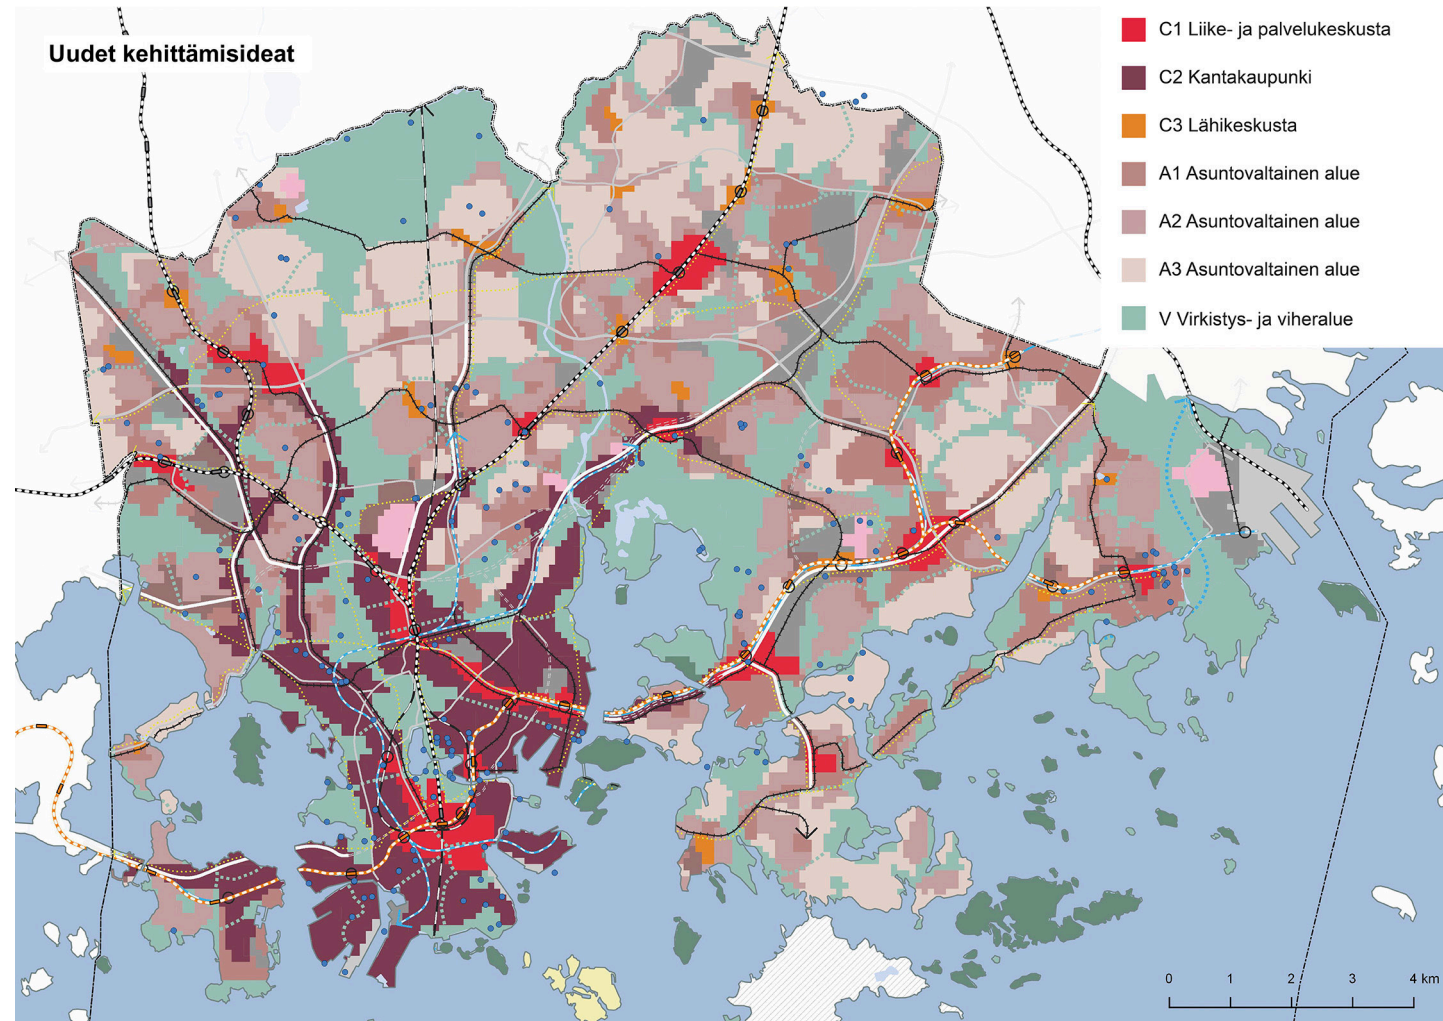 Uudet kehittämisideat
C1 Liike- ja palvelukeskusta
C2 Kantakaupunki
C3 Lähikeskusta
A1 Asuntovaltainen alue
A2 Asuntovaltainen alue
A3 Asuntovaltainen alue
V Virkistys- ja viheralue
0 1 2 3 4 km